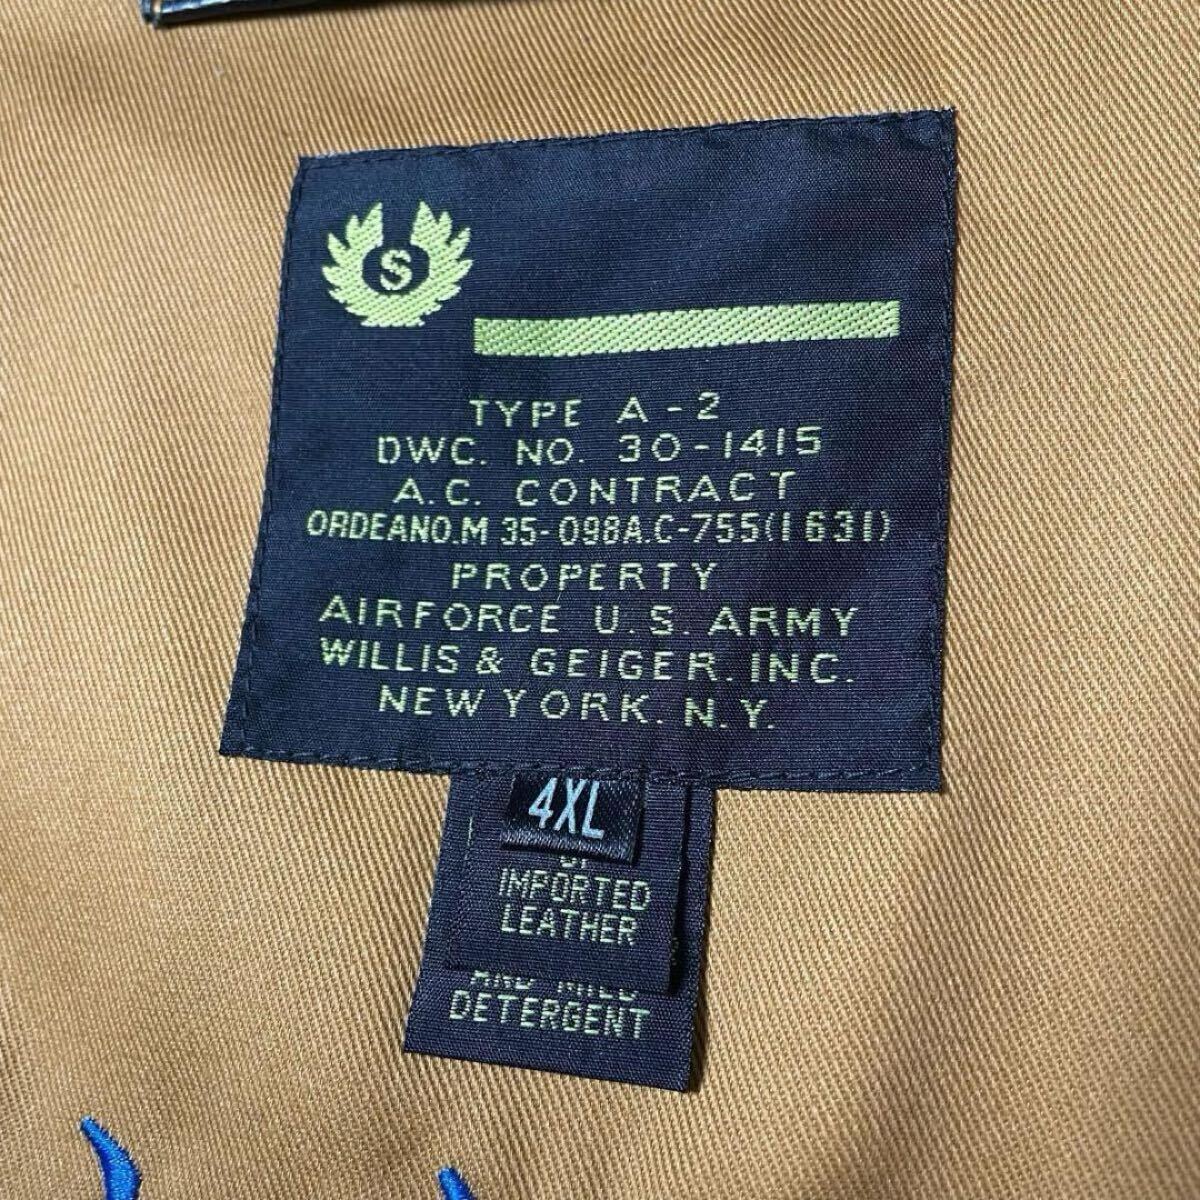 S
TYPE A-2
DWC. NO. 30-1415
A.C. CONTRACT
ORDEANO.M 35-098A.C-755(1631)
PROPERTY
AIRFORCE U.S. ARMY
WILLIS & GEIGER. INC.
NEW YORK. N.Y.
4XL
IMPORTED
LEATHER
DETERGENT